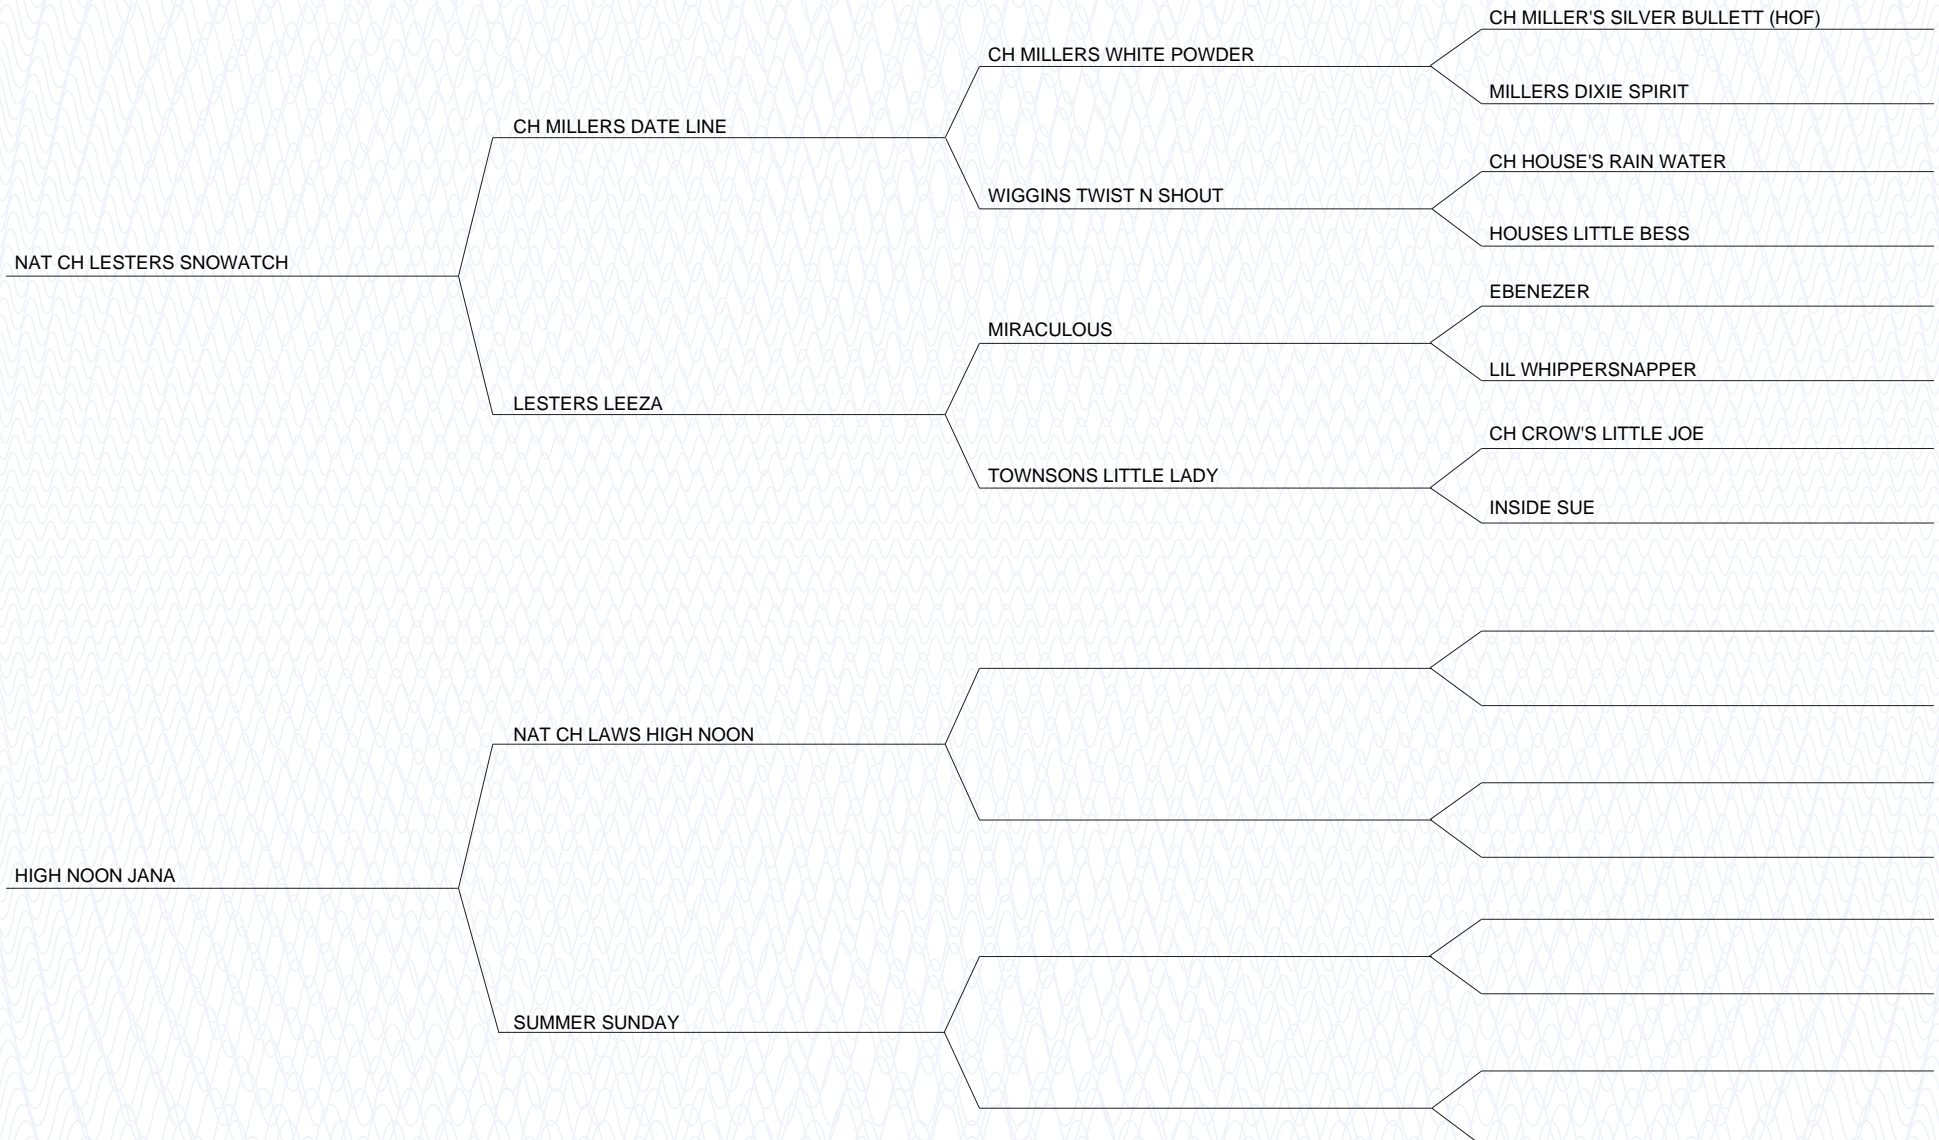 CH MILLER'S SILVER BULLETT (HOF)
CH MILLERS WHITE POWDER
MILLERS DIXIE SPIRIT
CH MILLERS DATE LINE
CH HOUSE'S RAIN WATER
WIGGINS TWIST N SHOUT
HOUSES LITTLE BESS
NAT CH LESTERS SNOWATCH
EBENEZER
MIRACULOUS
LIL WHIPPERSNAPPER
LESTERS LEEZA
CH CROW'S LITTLE JOE
TOWNSONS LITTLE LADY
INSIDE SUE
NAT CH LAWS HIGH NOON
HIGH NOON JANA
SUMMER SUNDAY